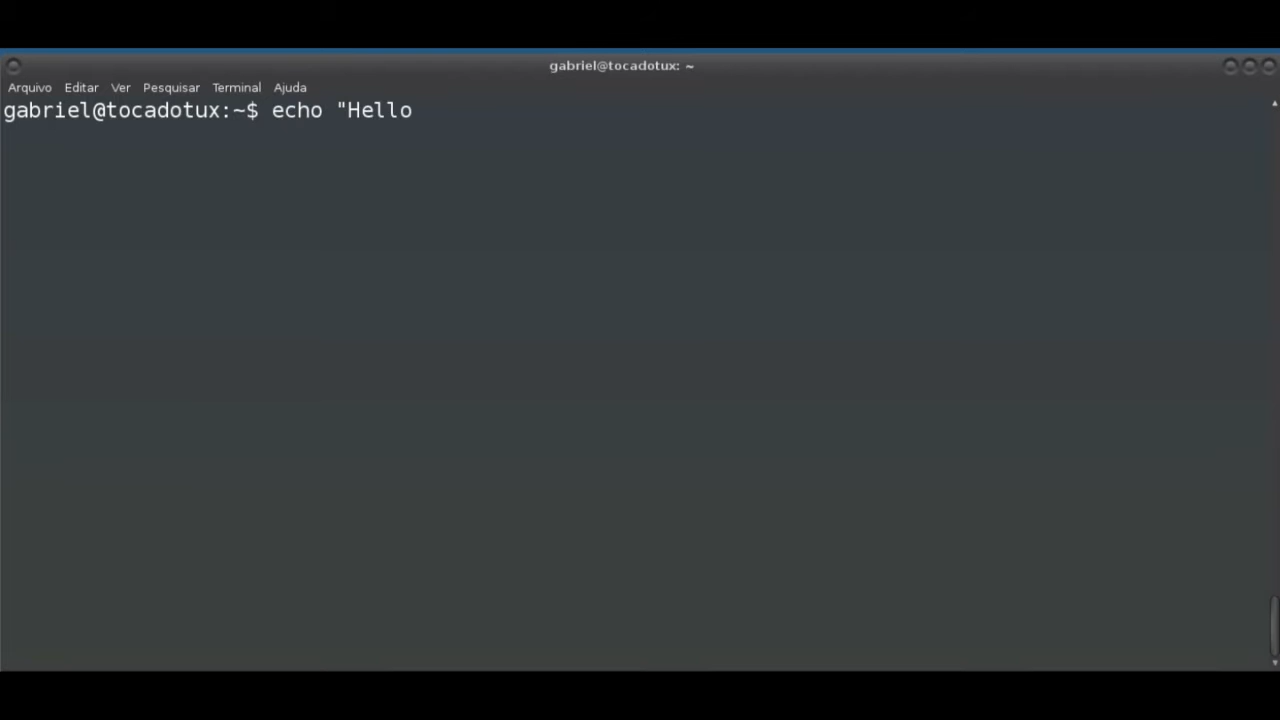 gabriel@tocadotux: ~
Arquivo Editar Ver Pesquisar Terminal Ajuda
gabriel@tocadotux:~$ echo "Hello